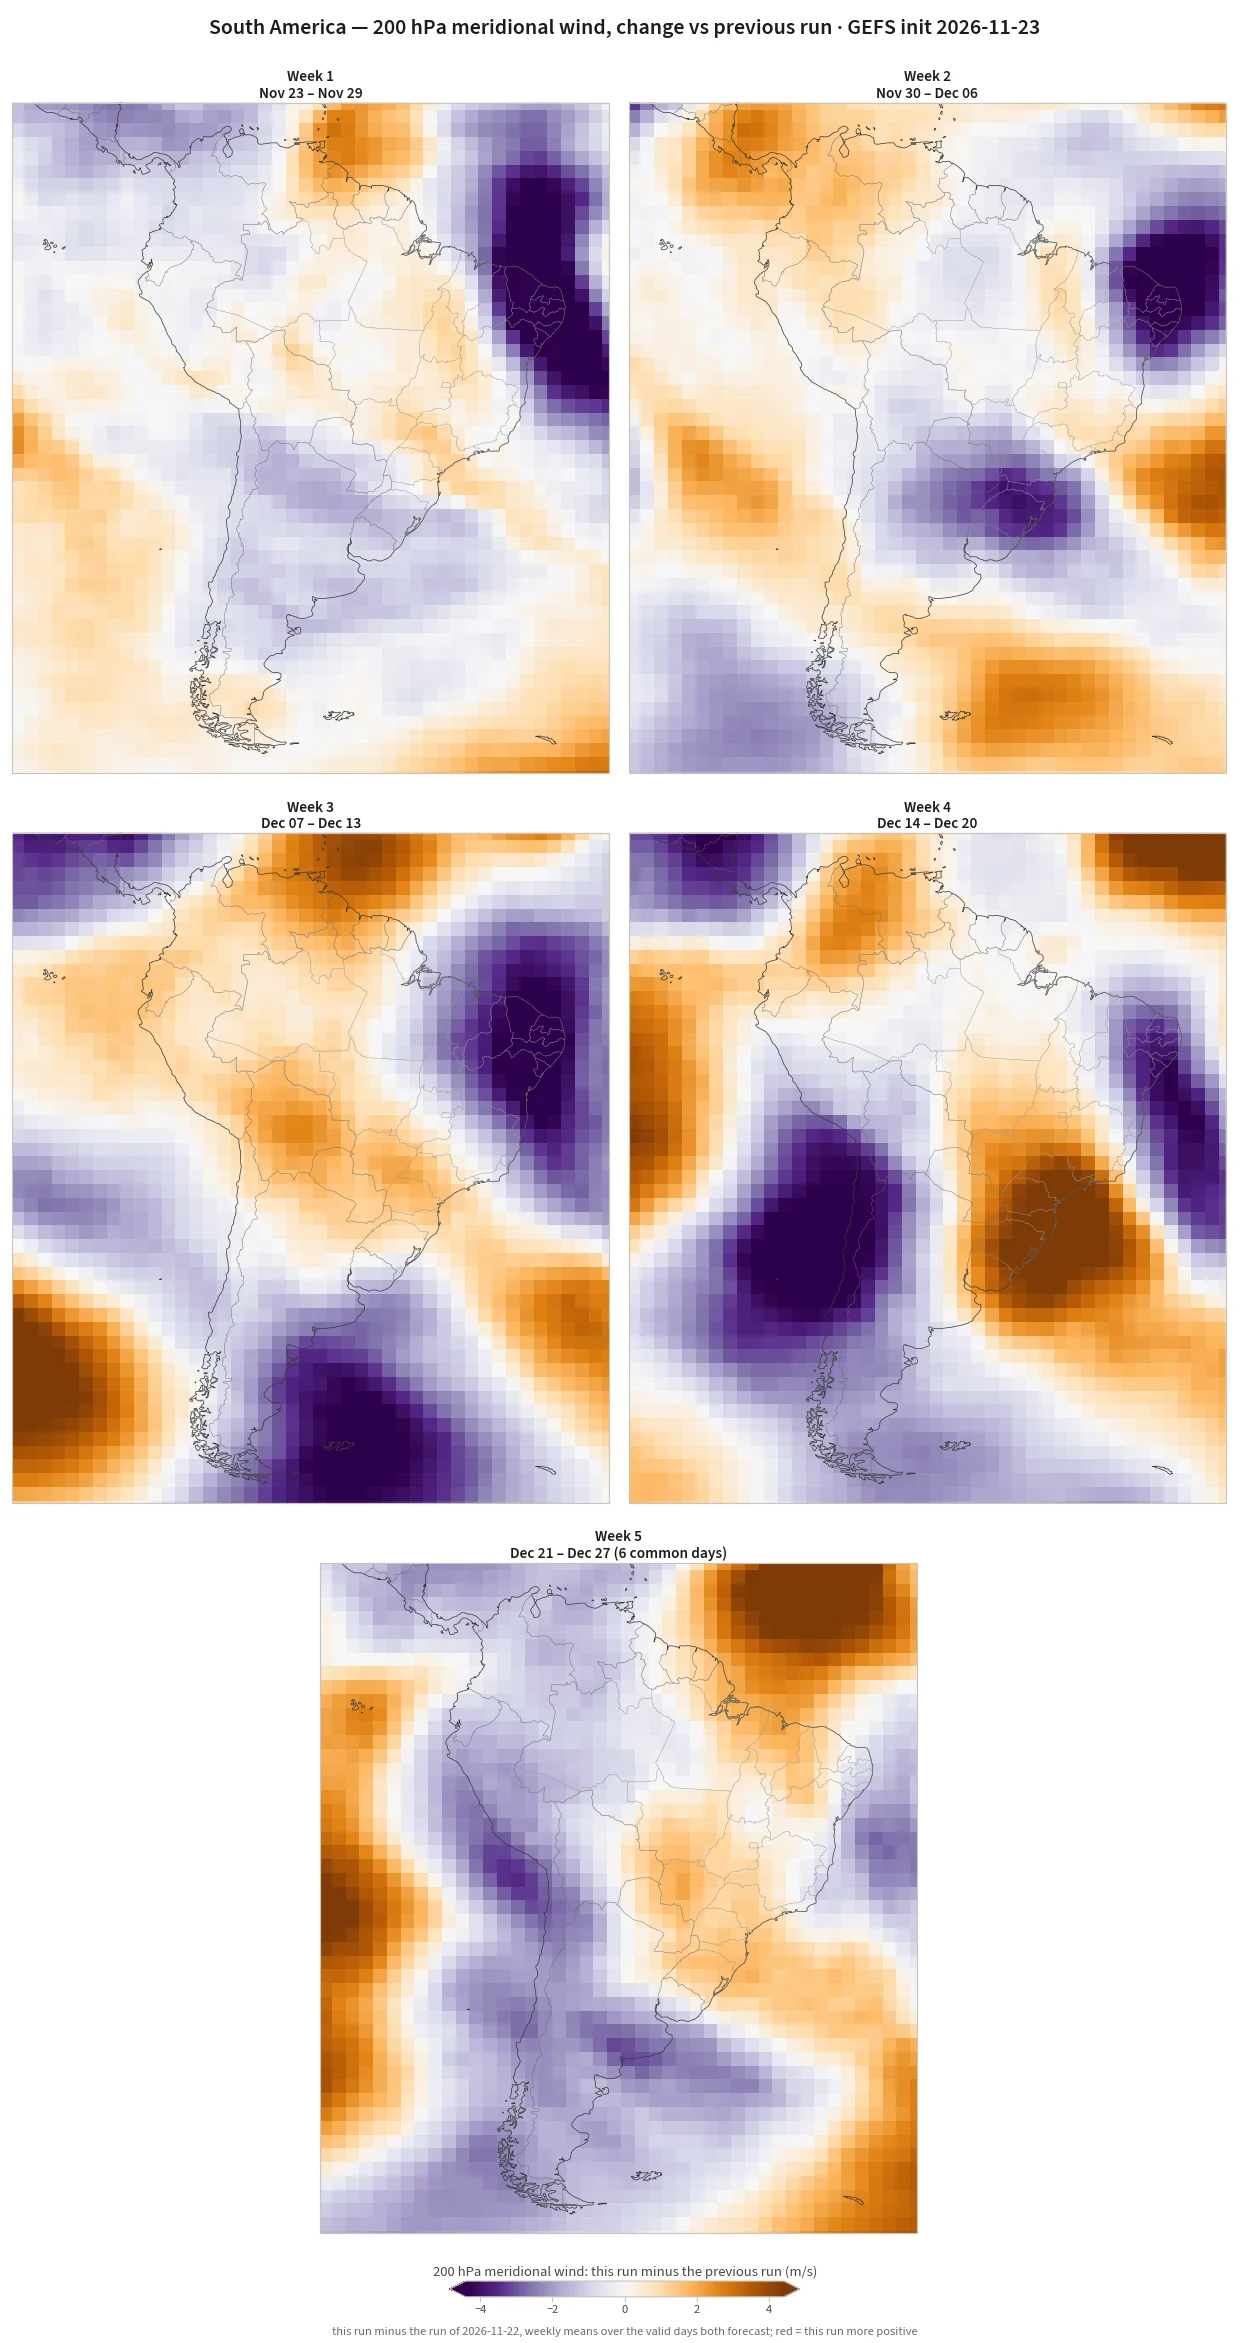 South America — 200 hPa meridional wind, change vs previous run · GEFS init 2026-11-23
Week 1
Nov 23 – Nov 29
Week 2
Nov 30 – Dec 06
Week 3
Dec 07 – Dec 13
Week 4
Dec 14 – Dec 20
Week 5
Dec 21 – Dec 27 (6 common days)
200 hPa meridional wind: this run minus the previous run (m/s)
−4 −2 0 2 4
this run minus the run of 2026-11-22, weekly means over the valid days both forecast; red = this run more positive